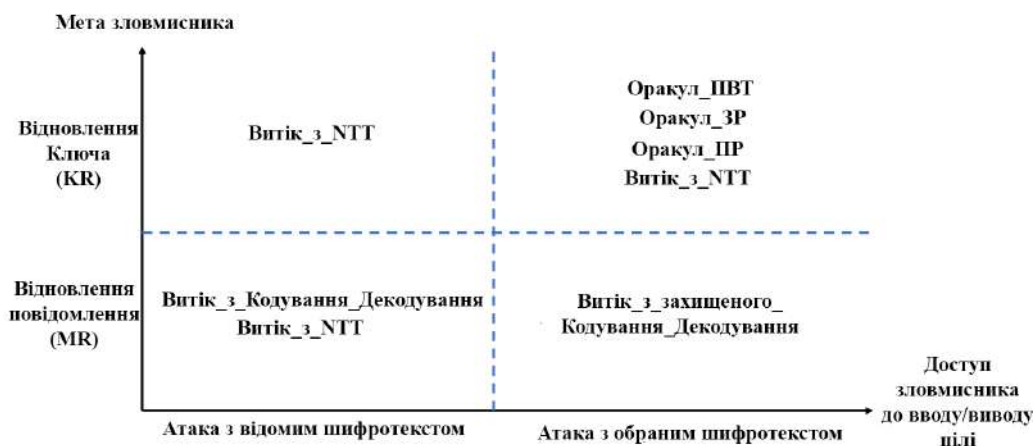 Мета зловмисника
Відновлення
Ключа
(KR)
Витік_з_NTT
Оракул_ПВТ
Оракул_ЗР
Оракул_ПР
Витік_з_NTT
Відновлення
повідомлення
(MR)
Витік_з_Кодування_Декодування
Витік_з_NTT
Витік_з_захищеного_
Кодування_Декодування
Атака з відомим шифротекстом
Атака з обраним шифротекстом
Доступ
зловмисника
до вводу/виводу
цілі